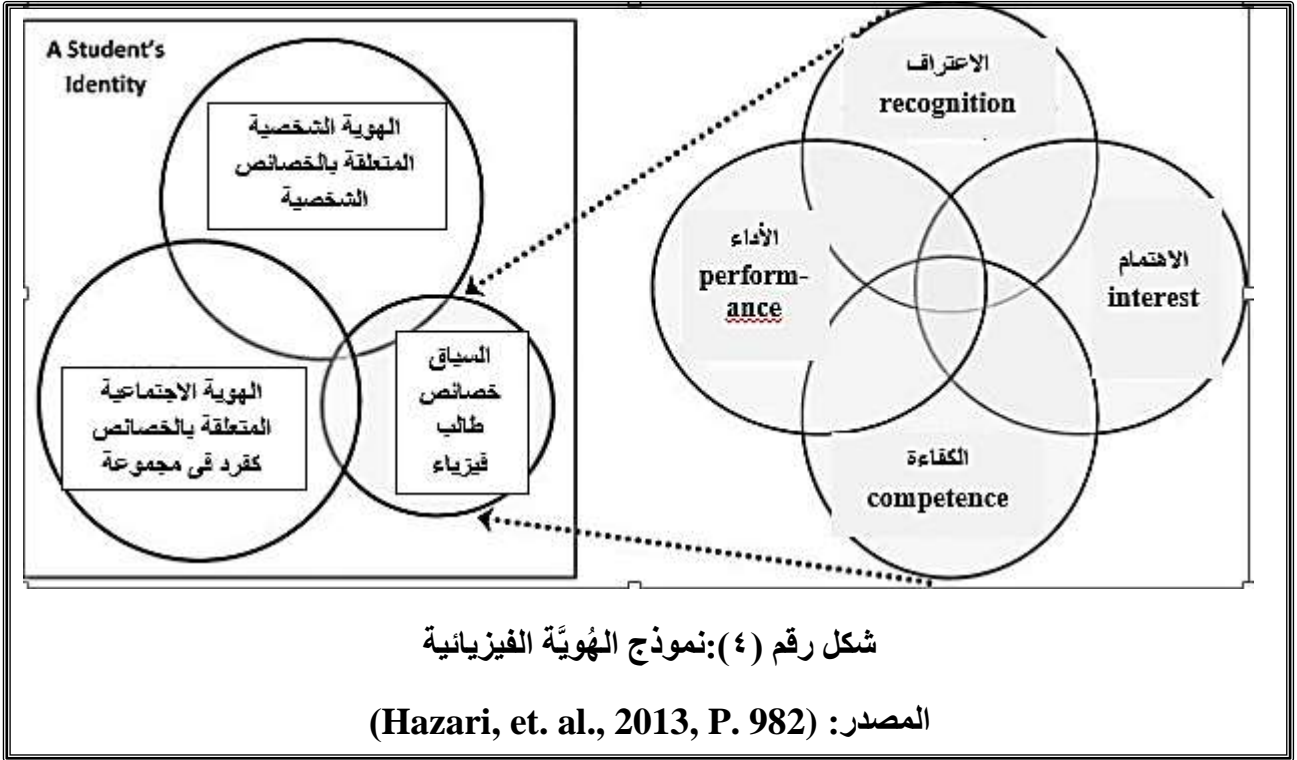 A Student's
Identity
الهوية الشخصية
المتعلقة بالخصائص
الشخصية
الهوية الاجتماعية
المتعلقة بالخصائص
كفرد في مجموعة
السياق
خصائص
طالب
فيزياء
الاعتراف
recognition
الأداء
perform-
ance
الاهتمام
interest
الكفاءة
competence
شكل رقم (٤):نموذج الهُويَّة الفيزيائية
المصدر: (Hazari, et. al., 2013, P. 982)